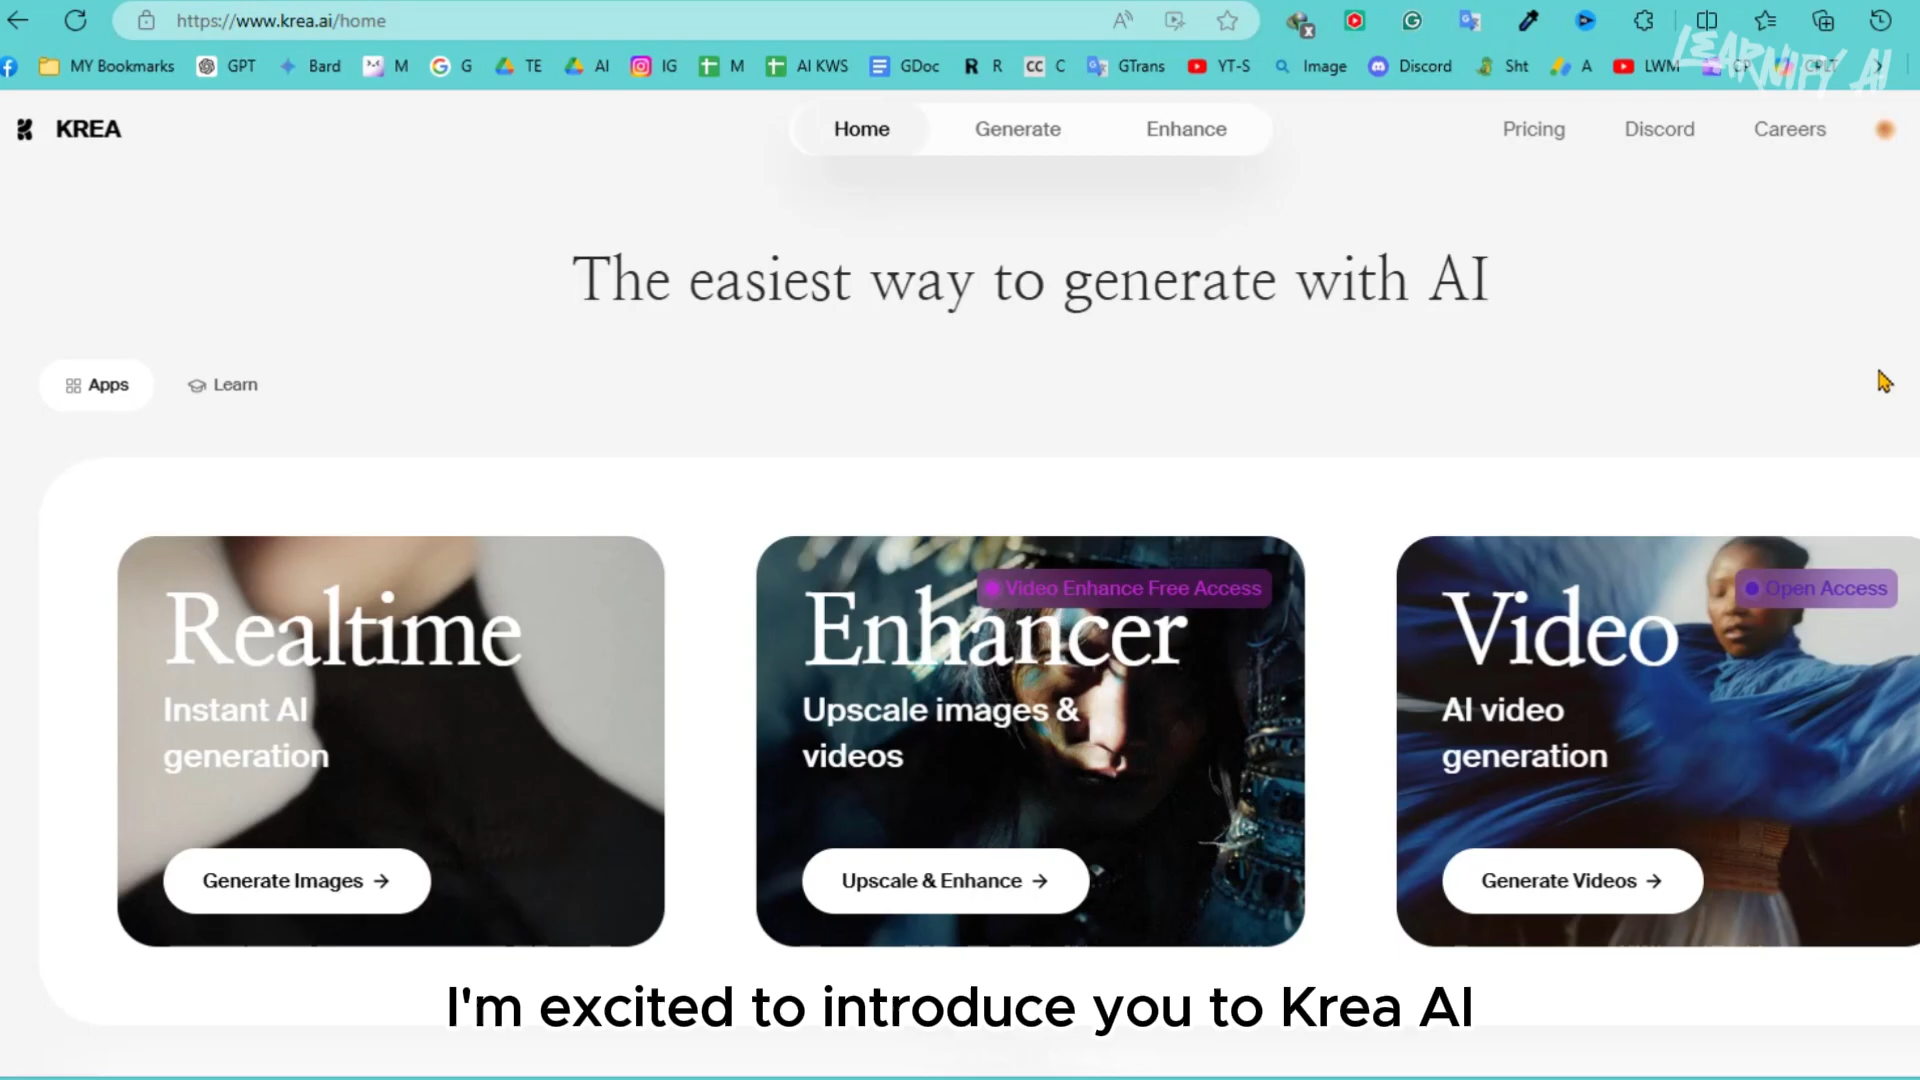 https://www.krea.ai/home
MY Bookmarks GPT Bard M G TE AI IG M AI KWS GDoc R CC C GTrans YT-S Image Discord Sht A LWM
LEARNIFY AI
KREA
Home Generate Enhance
Pricing Discord Careers
The easiest way to generate with AI
Apps Learn
Realtime
Instant AI
generation
Generate Images →
Video Enhance Free Access
Enhancer
Upscale images &
videos
Upscale & Enhance →
Open Access
Video
AI video
generation
Generate Videos →
I'm excited to introduce you to Krea AI